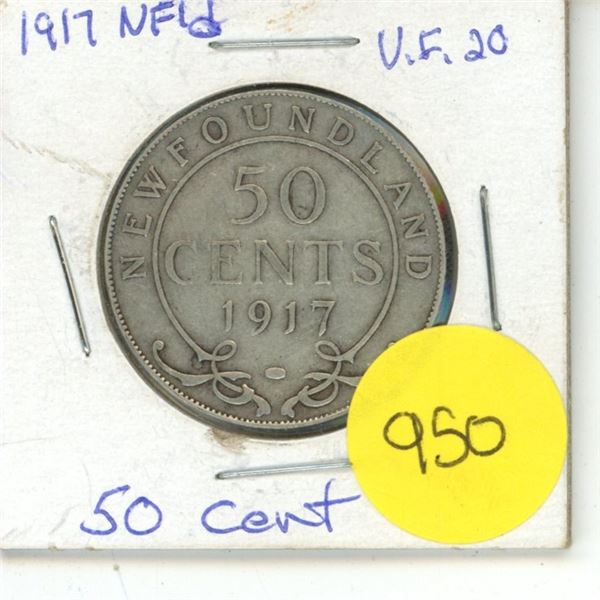 1917 NFld
V.F. 20
NEWFOUNDLAND
50
CENTS
1917
950
50 cent